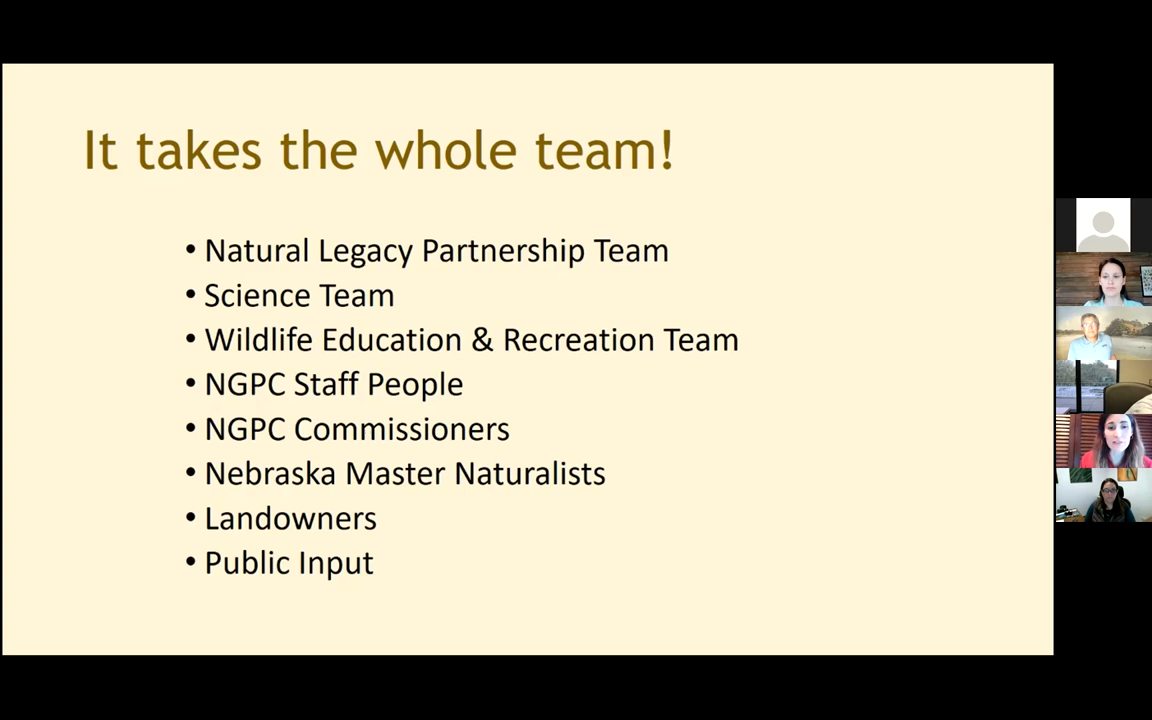 It takes the whole team!
• Natural Legacy Partnership Team
• Science Team
• Wildlife Education & Recreation Team
• NGPC Staff People
• NGPC Commissioners
• Nebraska Master Naturalists
• Landowners
• Public Input